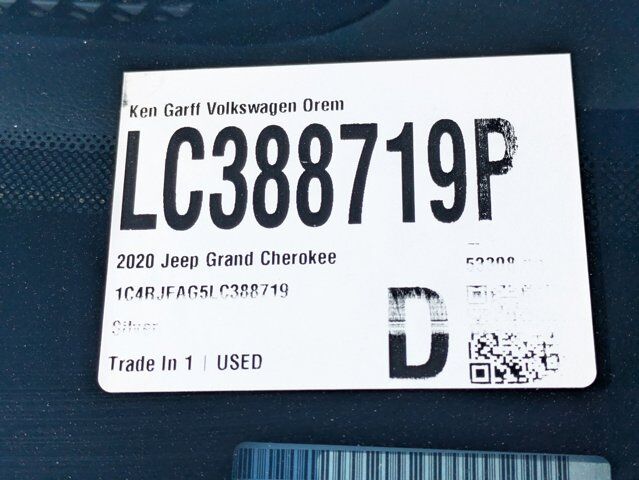 Ken Garff Volkswagen Orem
LC388719P
2020 Jeep Grand Cherokee
1C4RJFAG5LC388719
Silver
D
Trade In 1 | USED